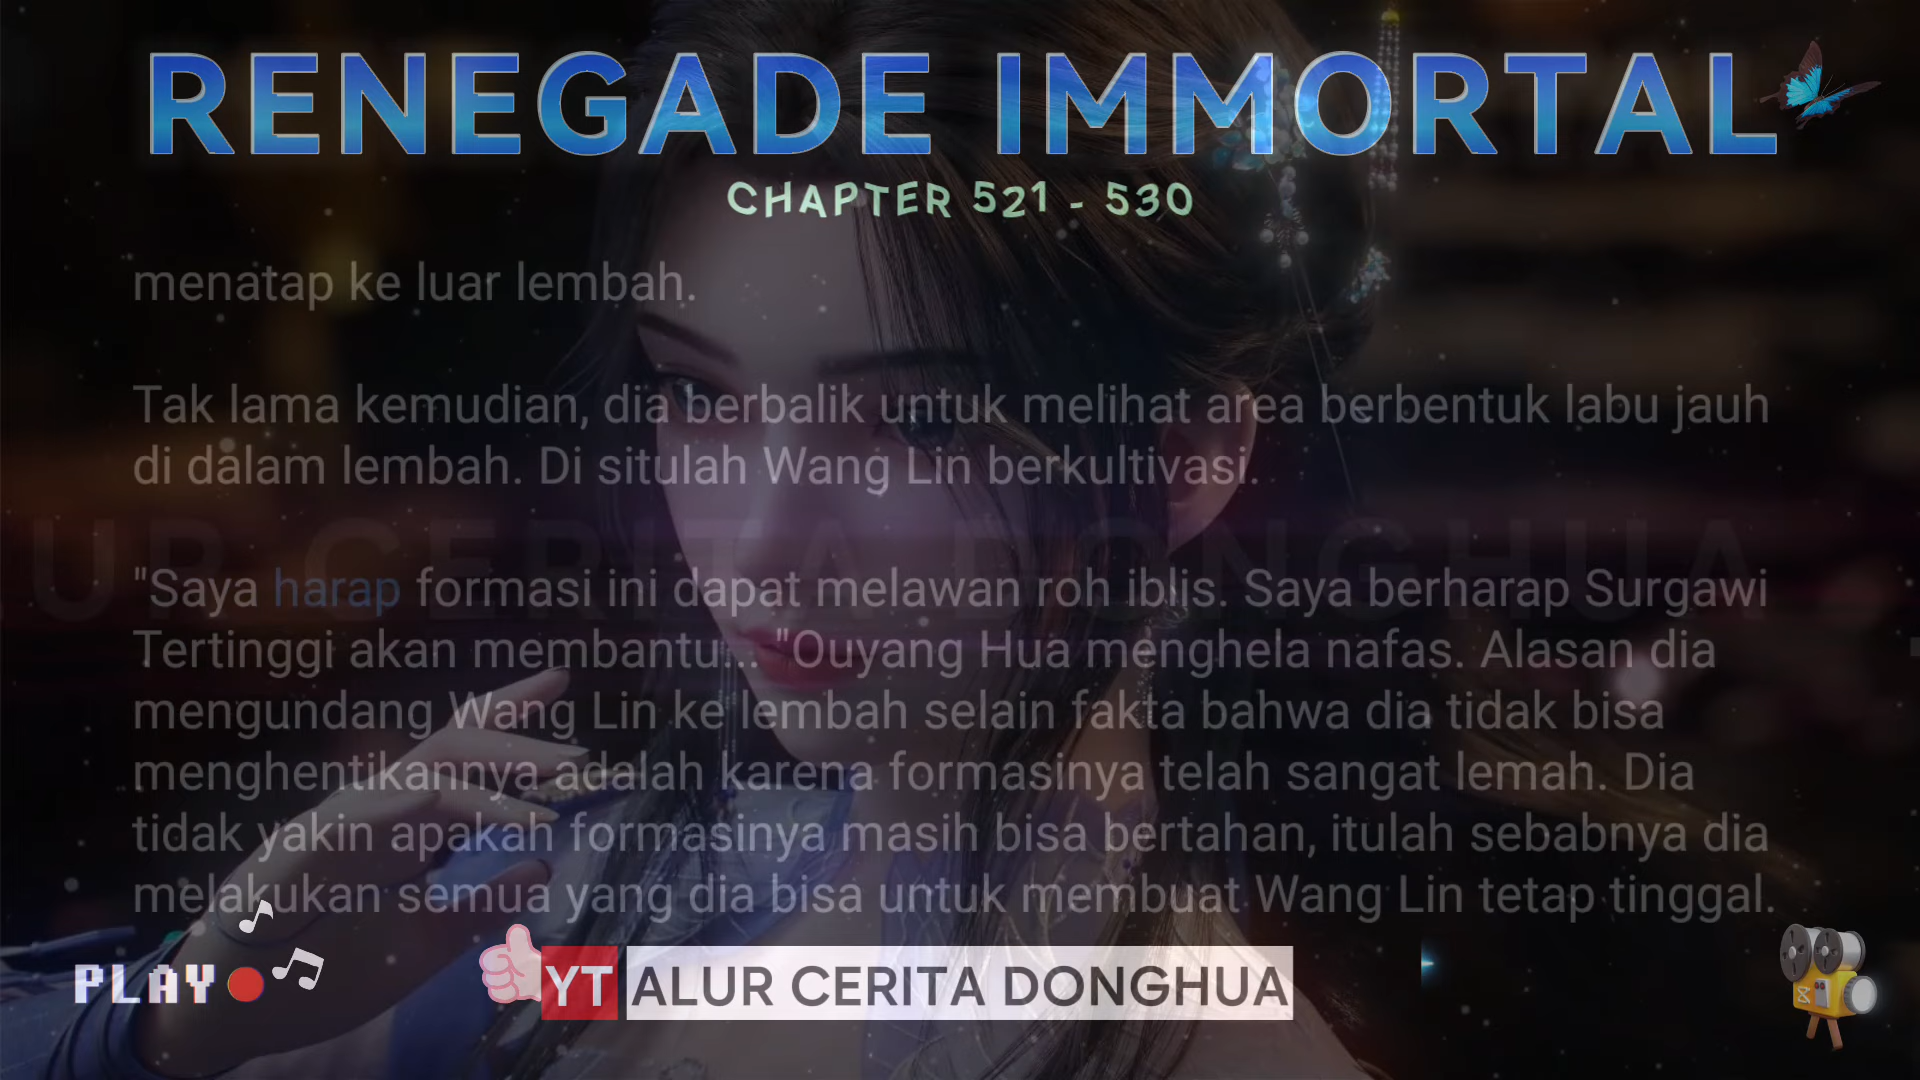 RENEGADE IMMORTAL
CHAPTER 521 - 530
menatap ke luar lembah.
Tak lama kemudian, dia berbalik untuk melihat area berbentuk labu jauh
di dalam lembah. Di situlah Wang Lin berkultivasi.
UR CERITA DONGHUA
"Saya harap formasi ini dapat melawan roh iblis. Saya berharap Surgawi
Tertinggi akan membantu..."Ouyang Hua menghela nafas. Alasan dia
mengundang Wang Lin ke lembah selain fakta bahwa dia tidak bisa
menghentikannya adalah karena formasinya telah sangat lemah. Dia
tidak yakin apakah formasinya masih bisa bertahan, itulah sebabnya dia
melakukan semua yang dia bisa untuk membuat Wang Lin tetap tinggal.
PLAY
YT ALUR CERITA DONGHUA